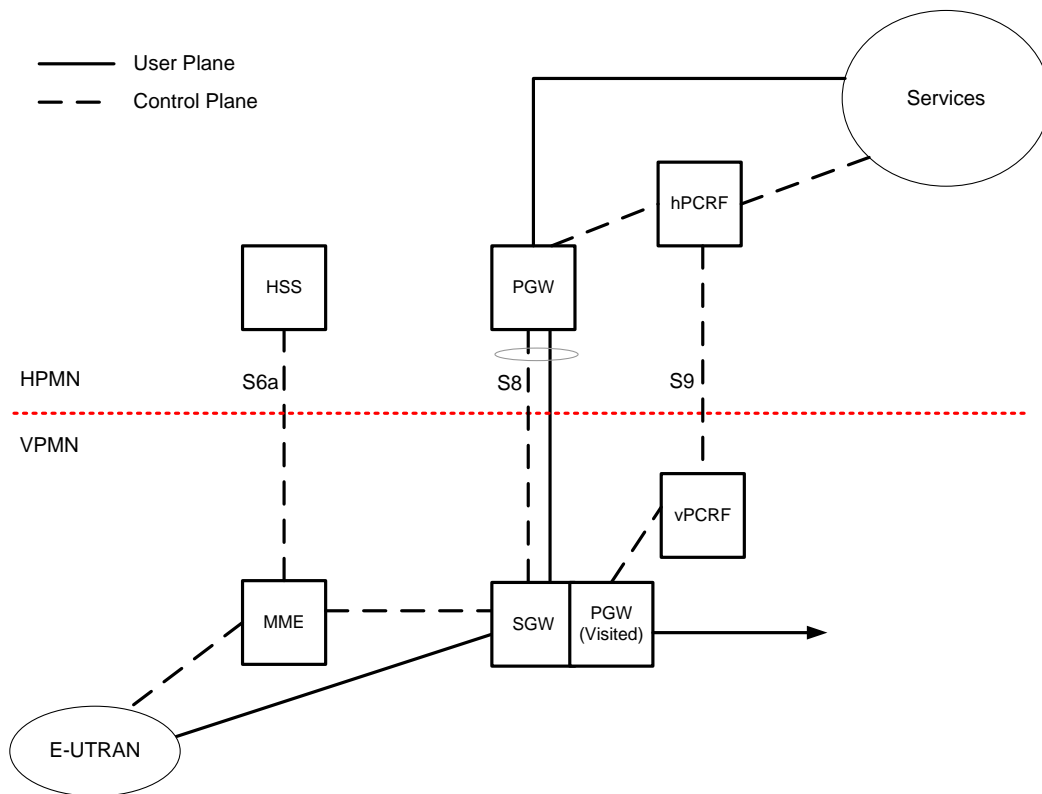 User Plane
Control Plane
Services
hPCRF
HSS
PGW
HPMN
S6a
S8
S9
VPMN
vPCRF
MME
SGW
PGW
(Visited)
E-UTRAN